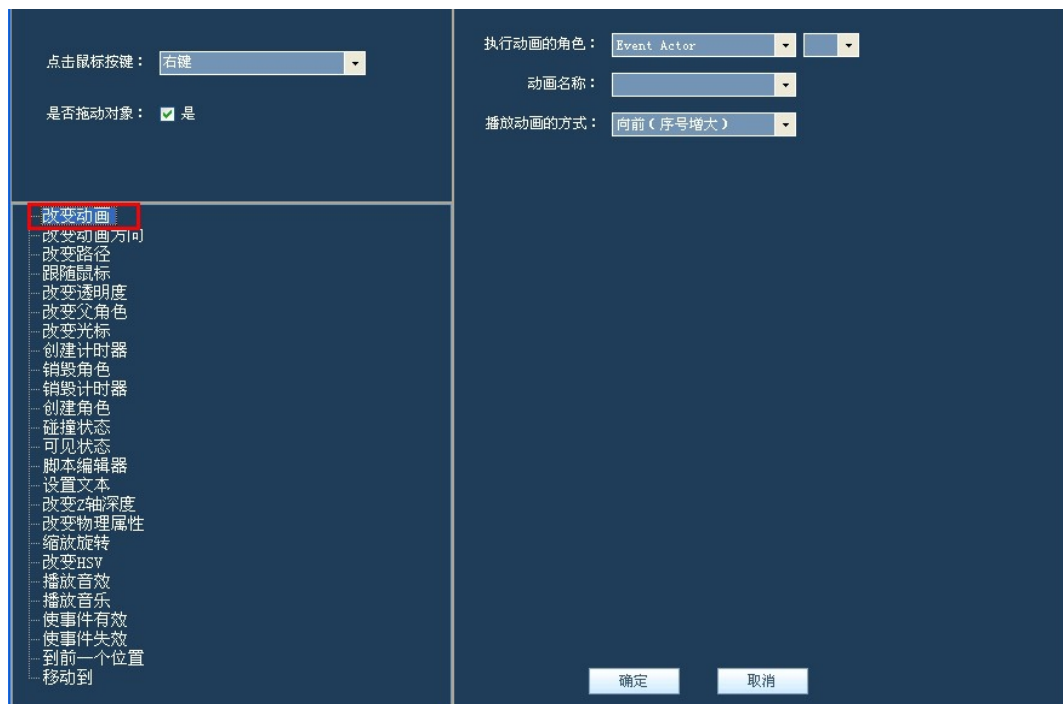 点击鼠标按键： 右键
是否拖动对象： 是
执行动画的角色： Event Actor
动画名称：
播放动画的方式： 向前（序号增大）
改变动画
改变动画方向
改变路径
跟随鼠标
改变透明度
改变父角色
改变光标
创建计时器
销毁角色
销毁计时器
创建角色
碰撞状态
可见状态
脚本编辑器
设置文本
改变Z轴深度
改变物理属性
缩放旋转
改变HSV
播放音效
播放音乐
使事件有效
使事件失效
到前一个位置
移动到
确定 取消